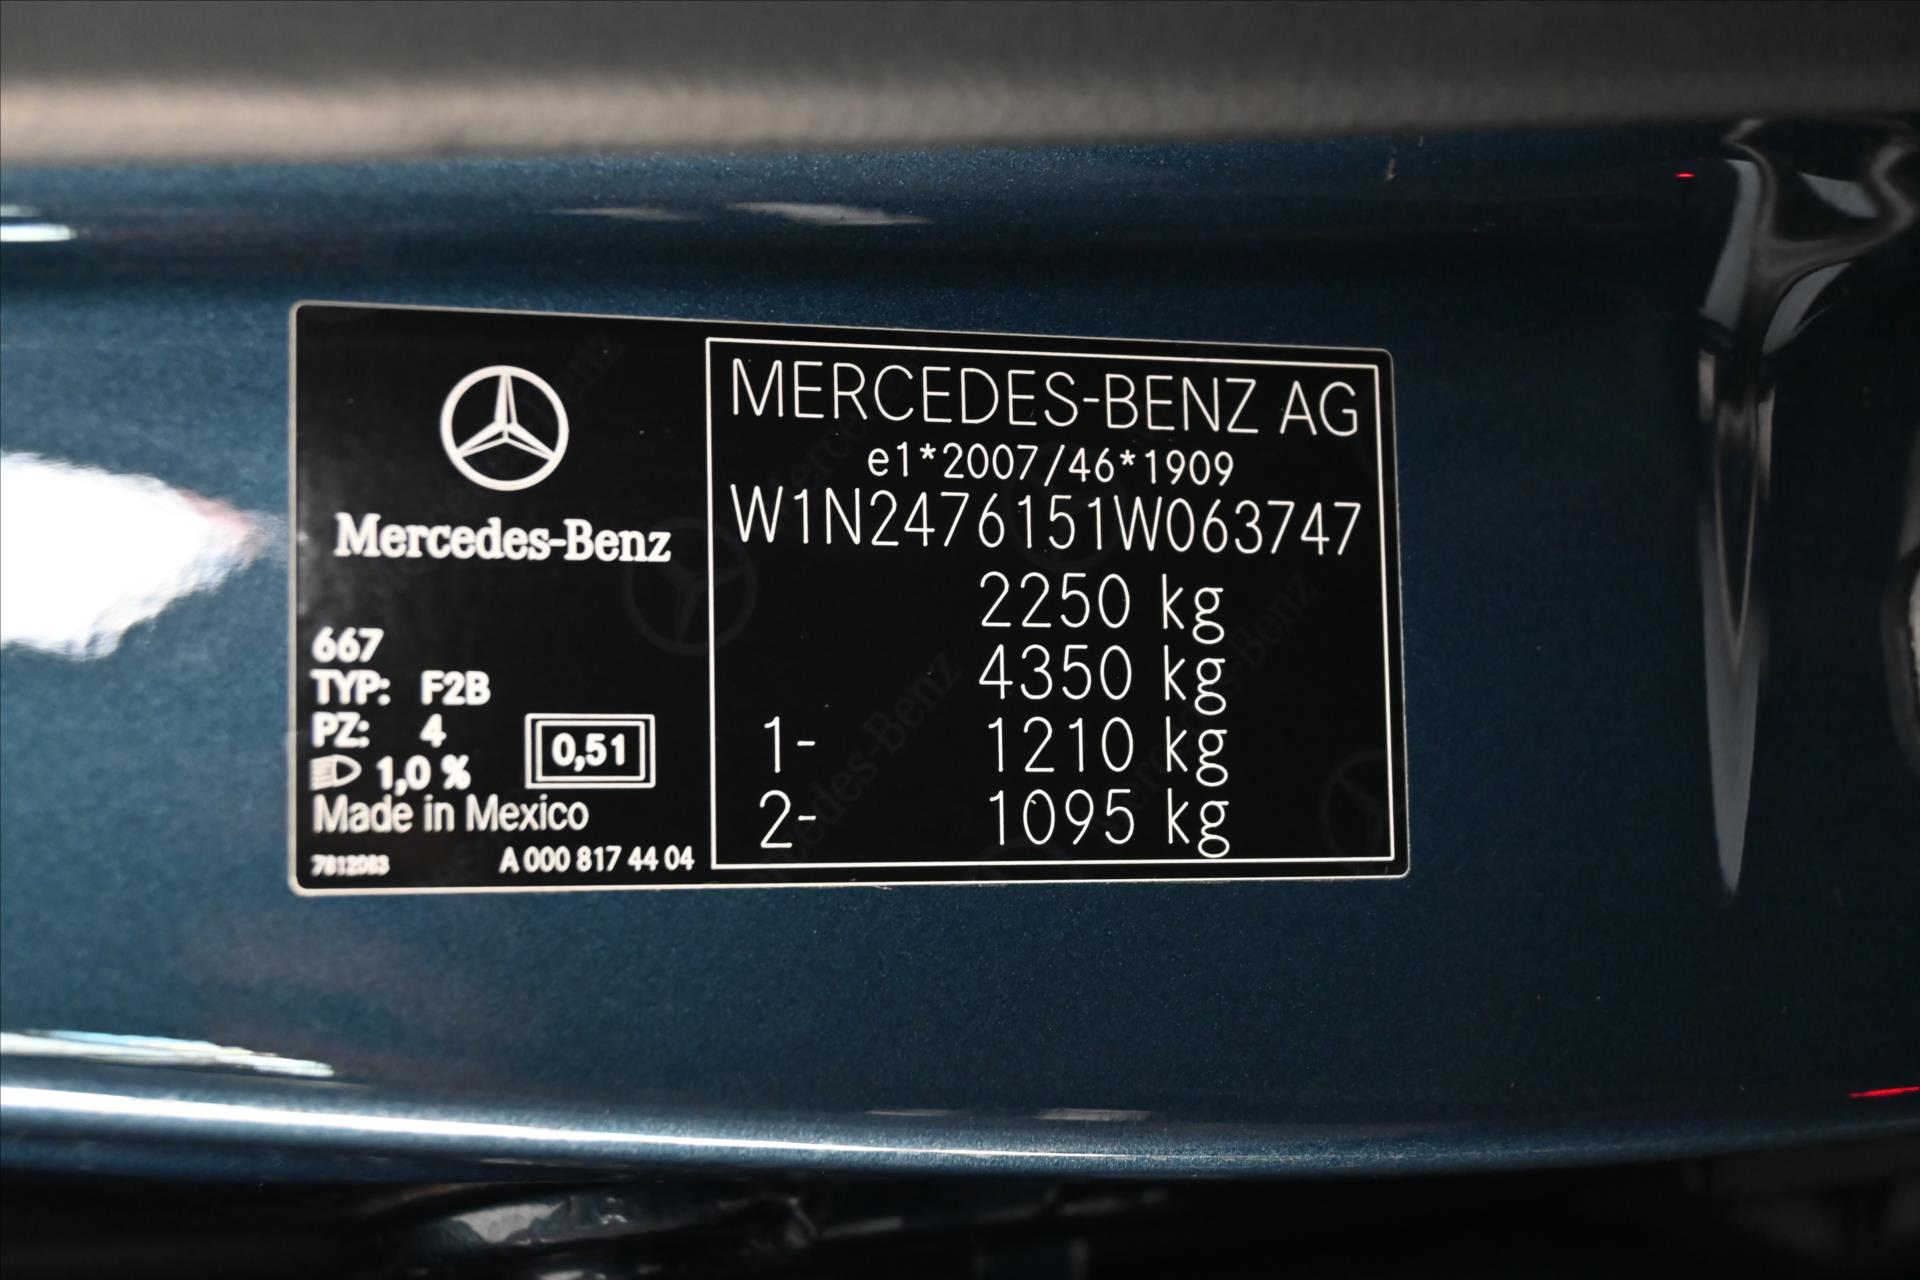 Mercedes-Benz
667
TYP: F2B
PZ: 4
1,0 %
0,51
Made in Mexico
7812083
A 000 817 44 04
MERCEDES-BENZ AG
e1*2007/46*1909
W1N2476151W063747
2250 kg
4350 kg
1- 1210 kg
2- 1095 kg